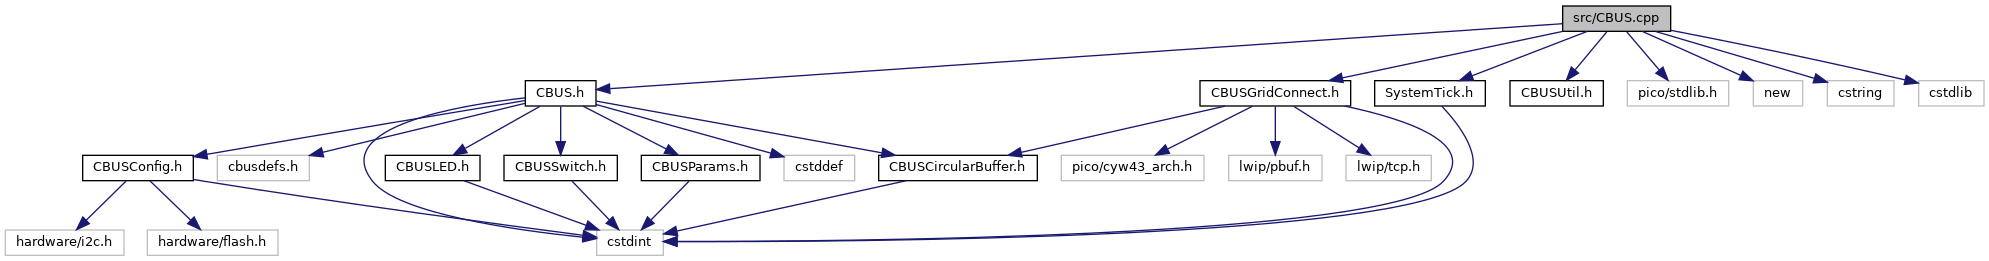 src/CBUS.cpp
CBUS.h
CBUSGridConnect.h
SystemTick.h
CBUSUtil.h
pico/stdlib.h
new
cstring
cstdlib
CBUSConfig.h
cbusdefs.h
CBUSLED.h
CBUSSwitch.h
CBUSParams.h
cstddef
CBUSCircularBuffer.h
pico/cyw43_arch.h
lwip/pbuf.h
lwip/tcp.h
hardware/i2c.h
hardware/flash.h
cstdint